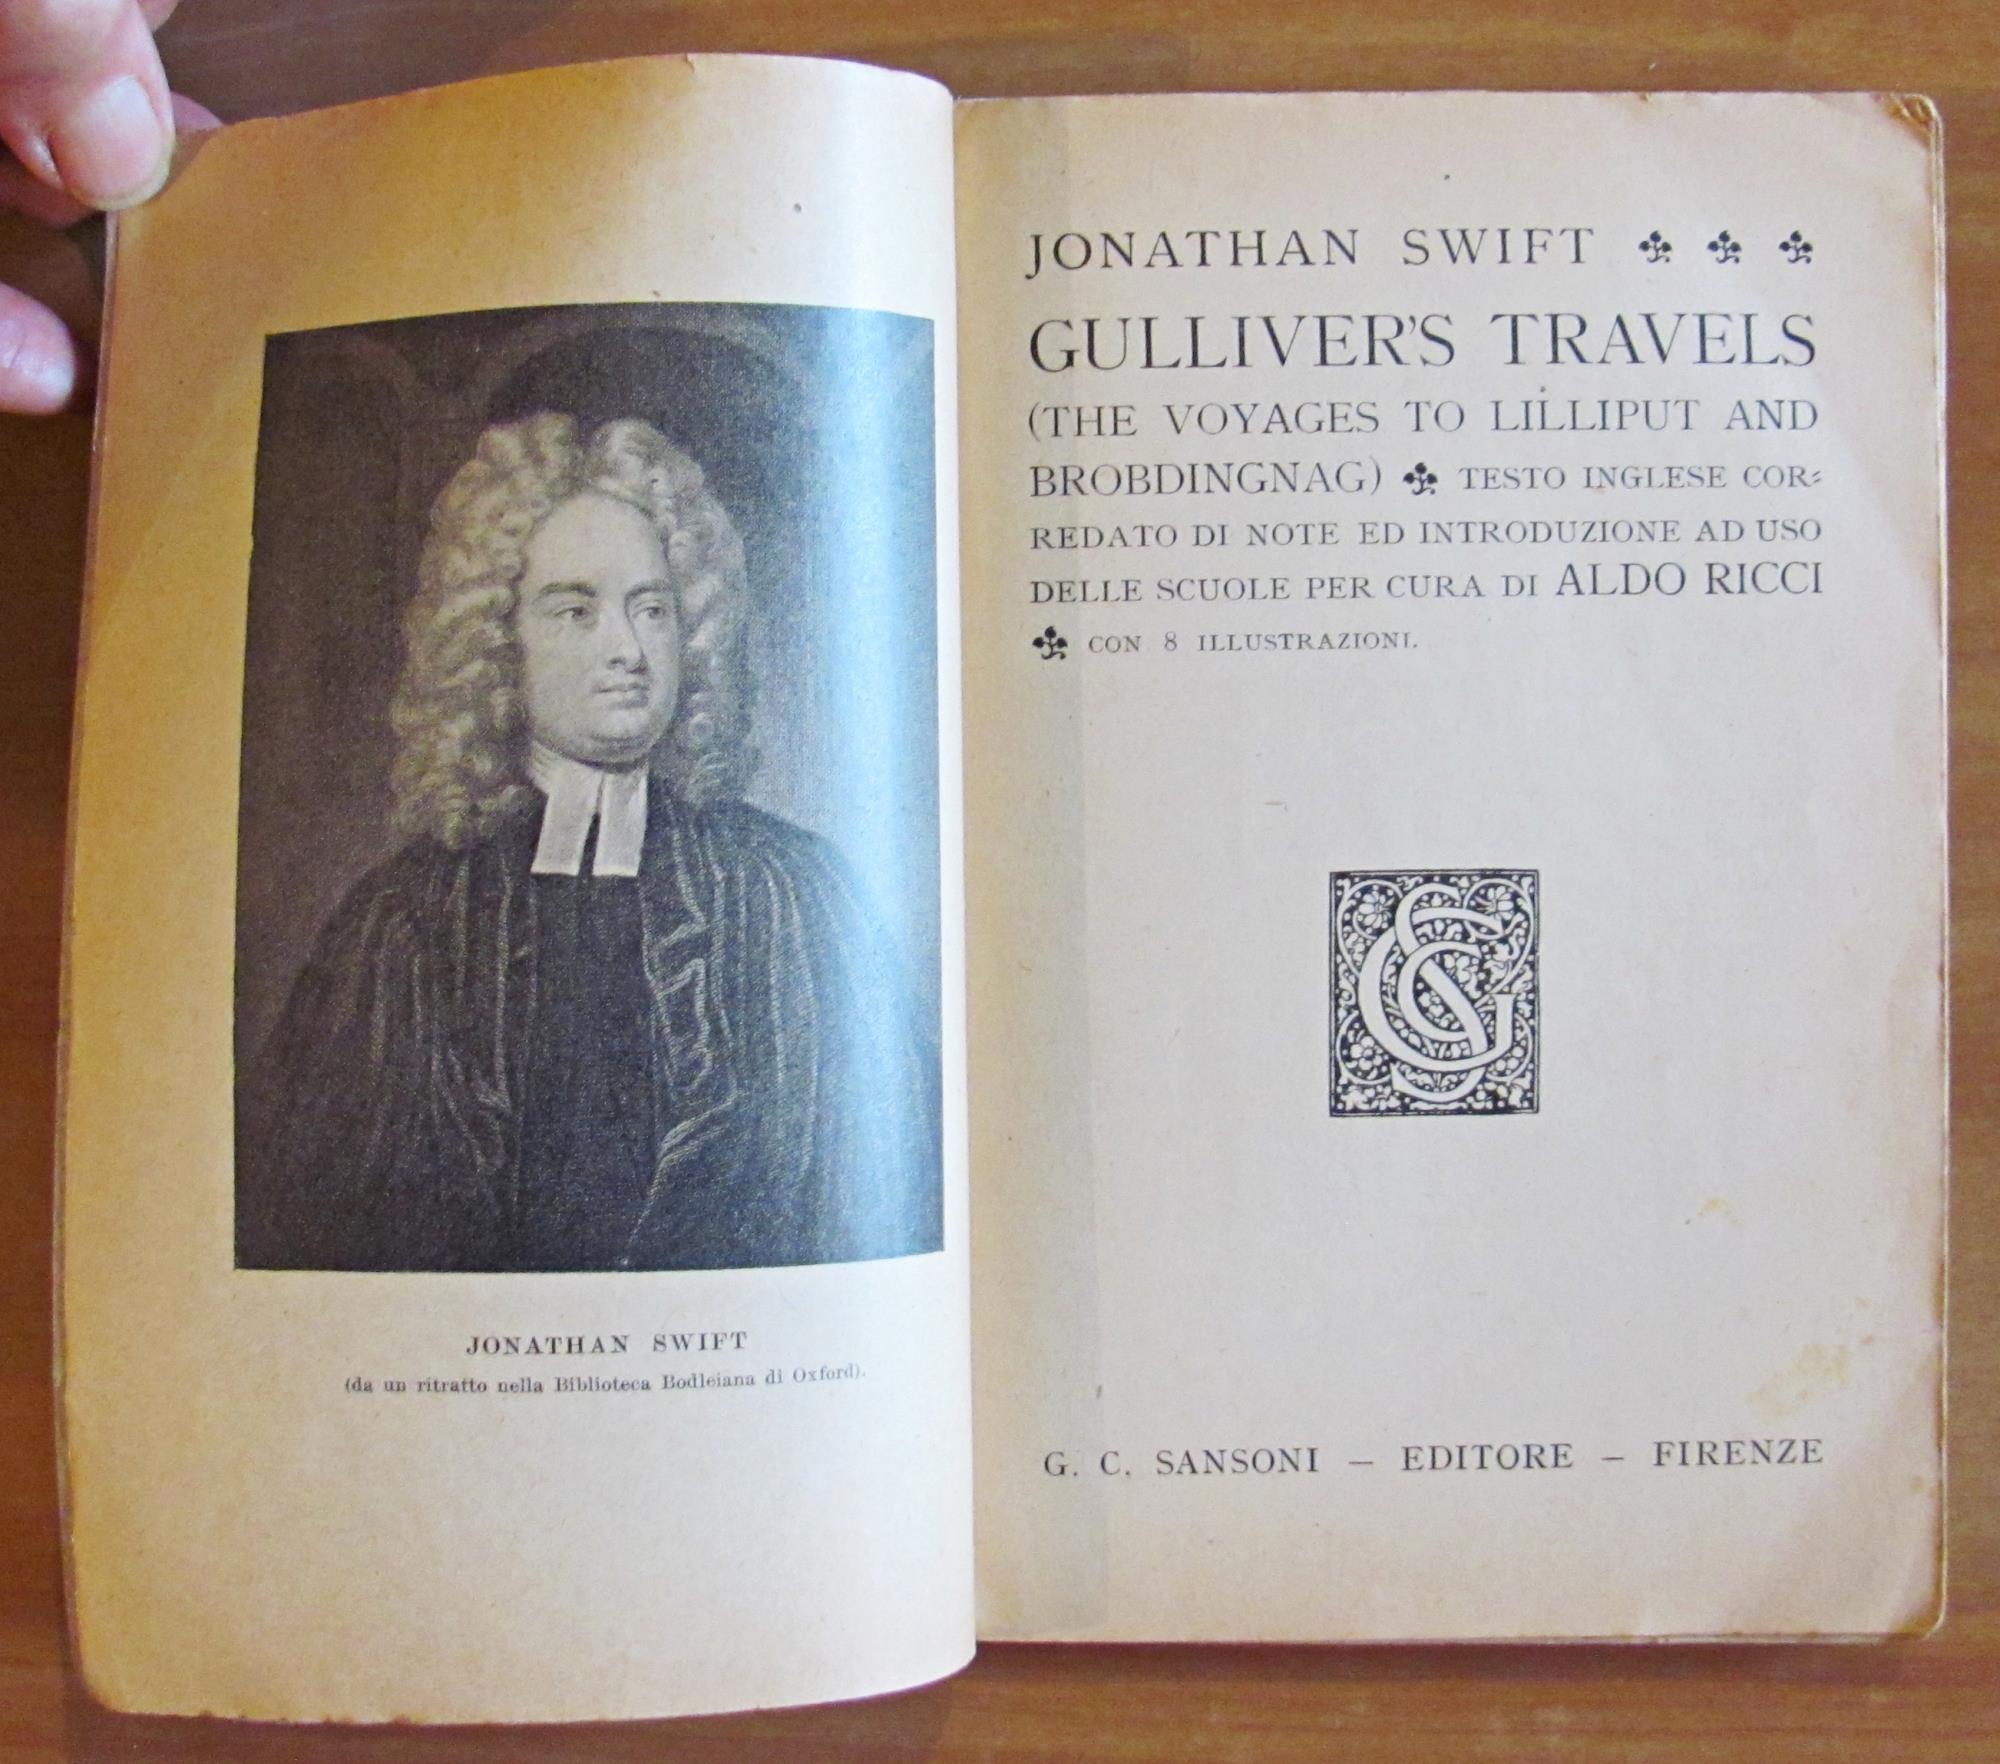 JONATHAN SWIFT
(da un ritratto nella Biblioteca Bodleiana di Oxford).
JONATHAN SWIFT
GULLIVER'S TRAVELS
(THE VOYAGES TO LILLIPUT AND
BROBDINGNAG) TESTO INGLESE COR=
REDATO DI NOTE ED INTRODUZIONE AD USO
DELLE SCUOLE PER CURA DI ALDO RICCI
CON 8 ILLUSTRAZIONI.
G. C. SANSONI — EDITORE — FIRENZE